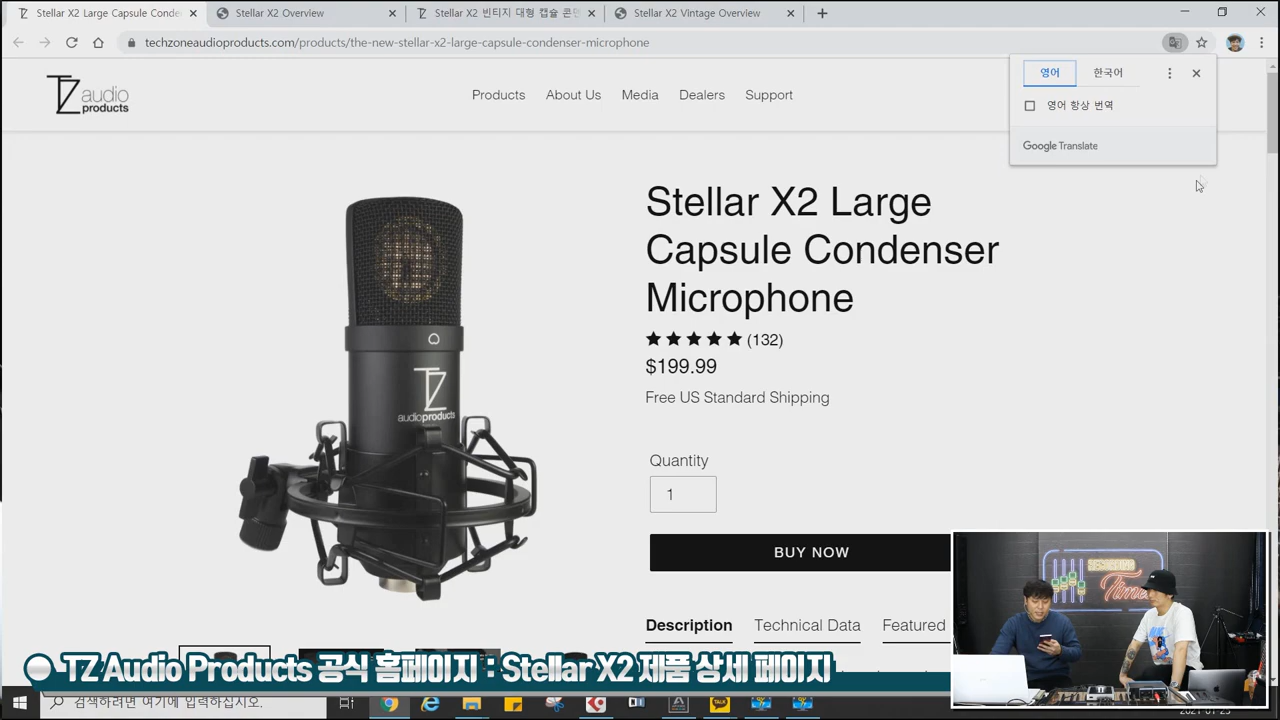 Stellar X2 Large Capsule Conde
Stellar X2 Overview
Stellar X2 빈티지 대형 캡슐 콘덴
Stellar X2 Vintage Overview
techzoneaudioproducts.com/products/the-new-stellar-x2-large-capsule-condenser-microphone
영어
한국어
영어 항상 번역
Google Translate
TZ audio products
Products
About Us
Media
Dealers
Support
Stellar X2 Large
Capsule Condenser
Microphone
(132)
$199.99
Free US Standard Shipping
Quantity
1
BUY NOW
Description
Technical Data
Featured
TZ
audioproducts
Time
TZ Audio Products 공식 홈페이지 : Stellar X2 제품 상세 페이지
검색하려면 여기에 입력하십시오.
TALK